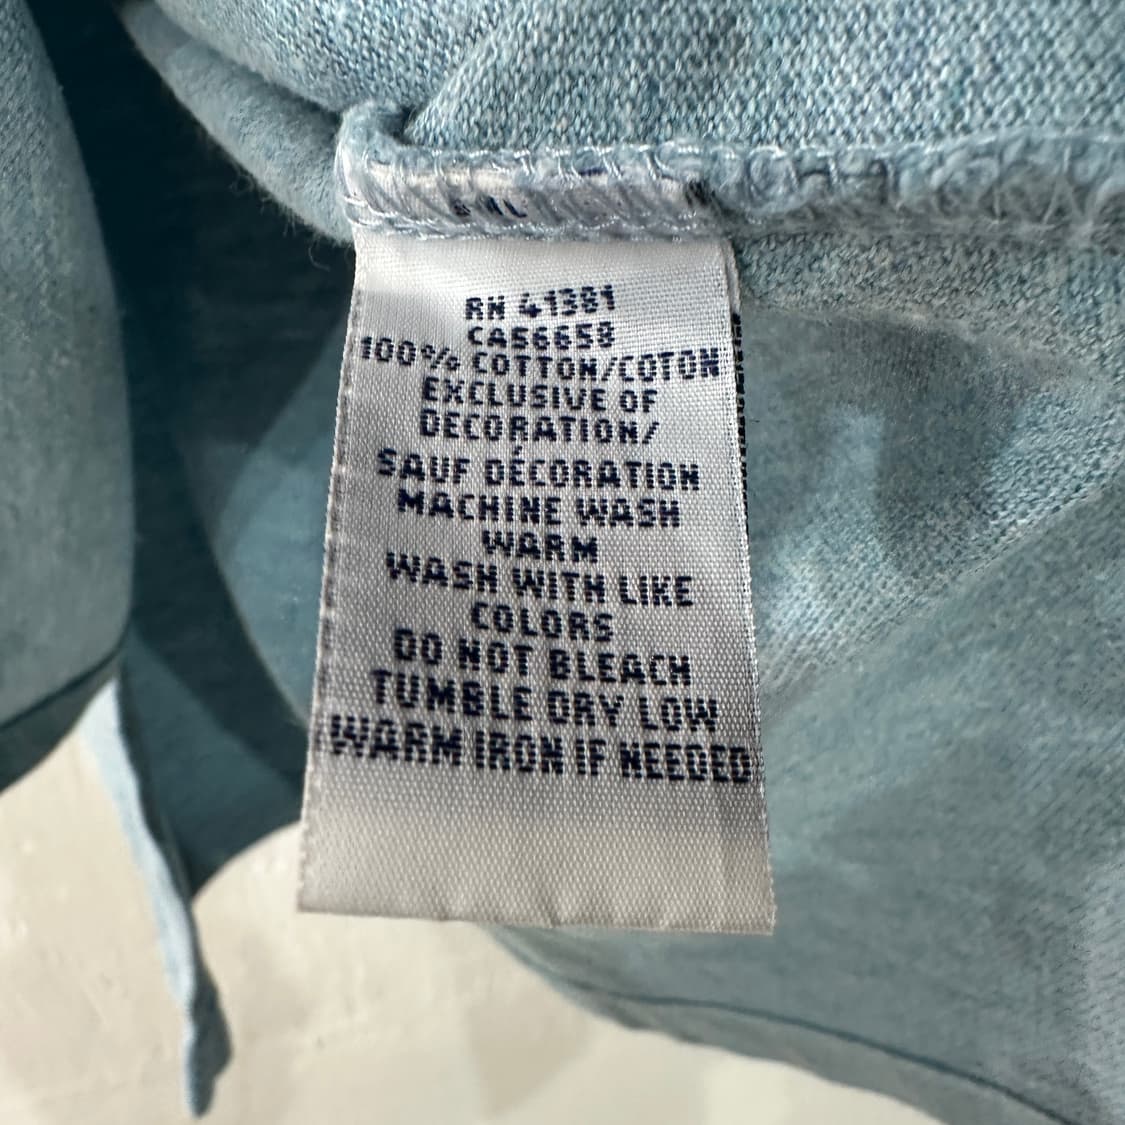 RN 41381
CA56658
100% COTTON/COTON
EXCLUSIVE OF
DECORATION/
SAUF DÉCORATION
MACHINE WASH
WARM
WASH WITH LIKE
COLORS
DO NOT BLEACH
TUMBLE DRY LOW
WARM IRON IF NEEDED